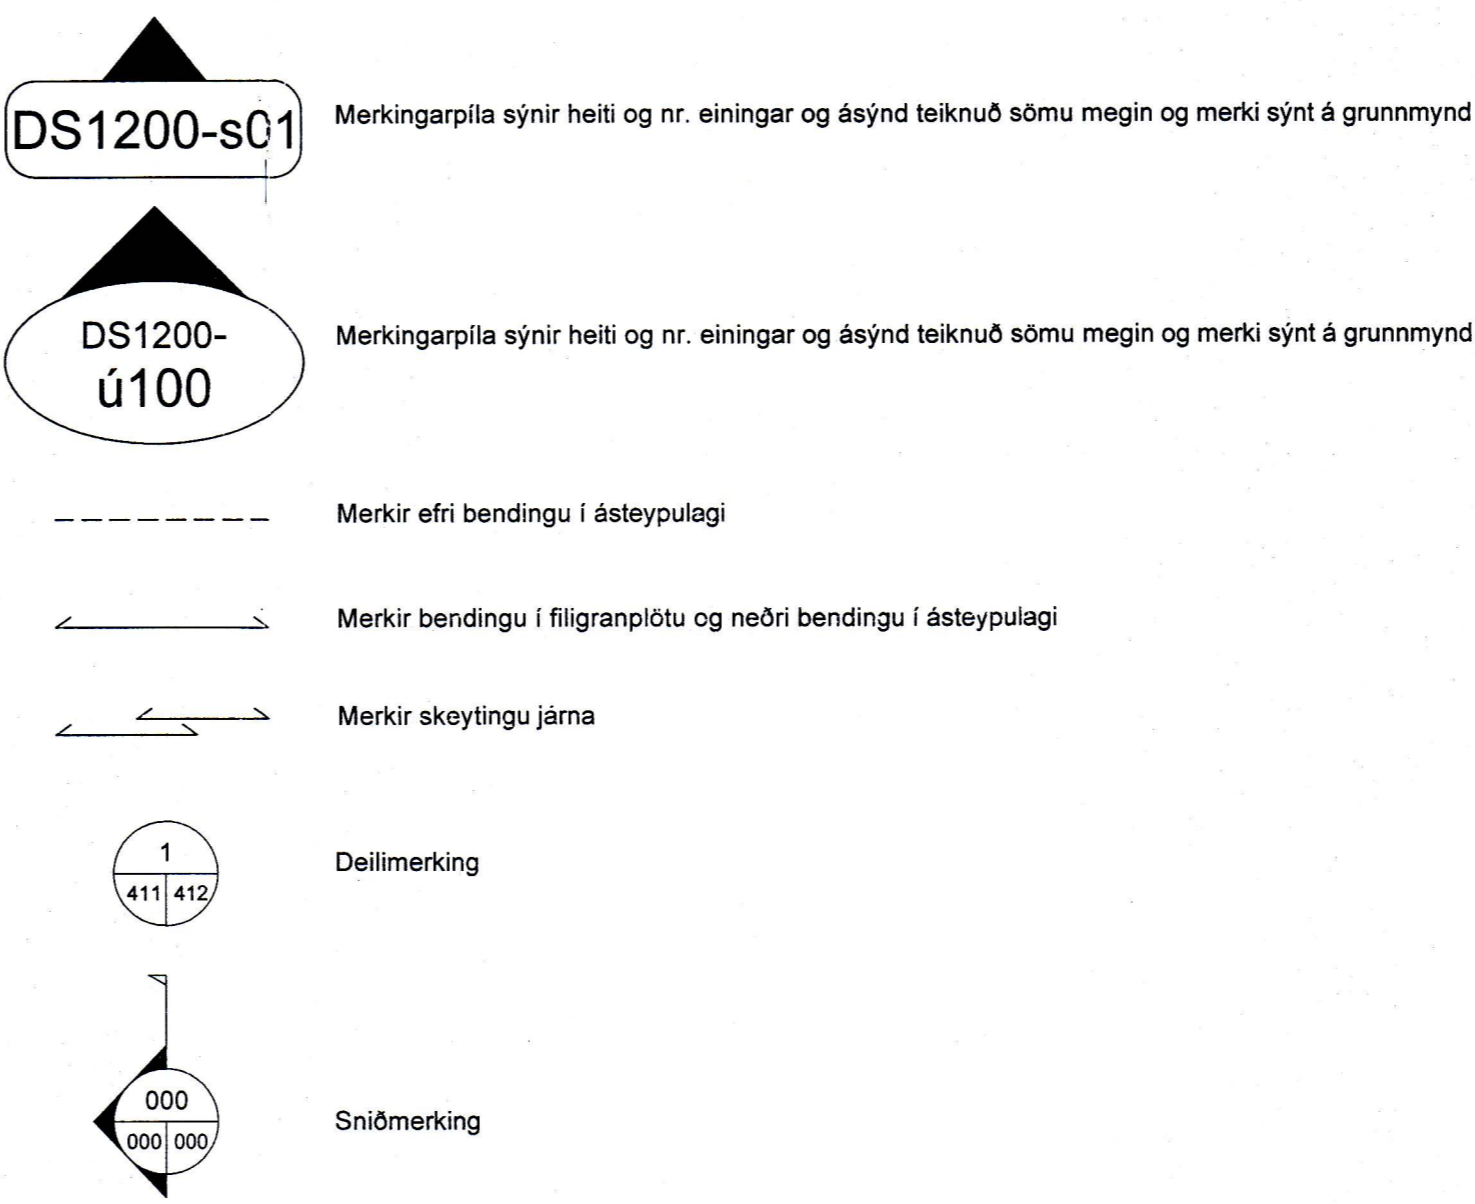 DS1200-s01
Merkingarpíla sýnir heiti og nr. einingar og ásýnd teiknuð sömu megin og merki sýnt á grunnmynd
DS1200-
ú100
Merkingarpíla sýnir heiti og nr. einingar og ásýnd teiknuð sömu megin og merki sýnt á grunnmynd
Merkir efri bendingu í ásteypulagi
Merkir bendingu í filigranplötu og neðri bendingu í ásteypulagi
Merkir skeytingu járna
1
411 412
Deilimerking
000
000 000
Sniðmerking